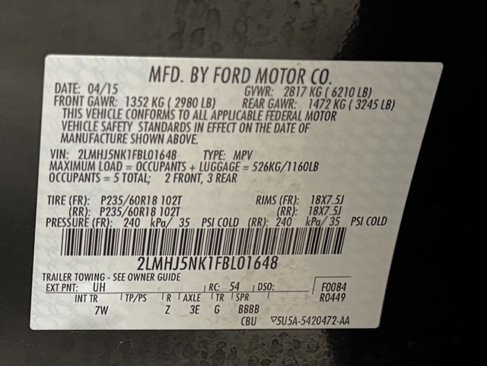 MFD. BY FORD MOTOR CO.
DATE: 04/15 GVWR: 2817 KG (6210 LB)
FRONT GAWR: 1352 KG (2980 LB) REAR GAWR: 1472 KG (3245 LB)
THIS VEHICLE CONFORMS TO ALL APPLICABLE FEDERAL MOTOR
VEHICLE SAFETY STANDARDS IN EFFECT ON THE DATE OF
MANUFACTURE SHOWN ABOVE.
VIN: 2LMHJ5NK1FBL01648 TYPE: MPV
MAXIMUM LOAD = OCCUPANTS + LUGGAGE = 526KG/1160LB
OCCUPANTS = 5 TOTAL; 2 FRONT, 3 REAR
TIRE (FR): P235/60R18 102T RIMS (FR): 18X7.5J
(RR): P235/60R18 102T (RR): 18X7.5J
PRESSURE (FR): 240 kPa/ 35 PSI COLD (RR): 240 kPa/ 35 PSI COLD
2LMHJ5NK1FBL01648
TRAILER TOWING - SEE OWNER GUIDE
EXT PNT: UH RC: 54 DSO: F0084
R0449
INT TR TP/PS R AXLE TR SPR
7W Z 3E G BBBB
CBU ▽5U5A-5420472-AA